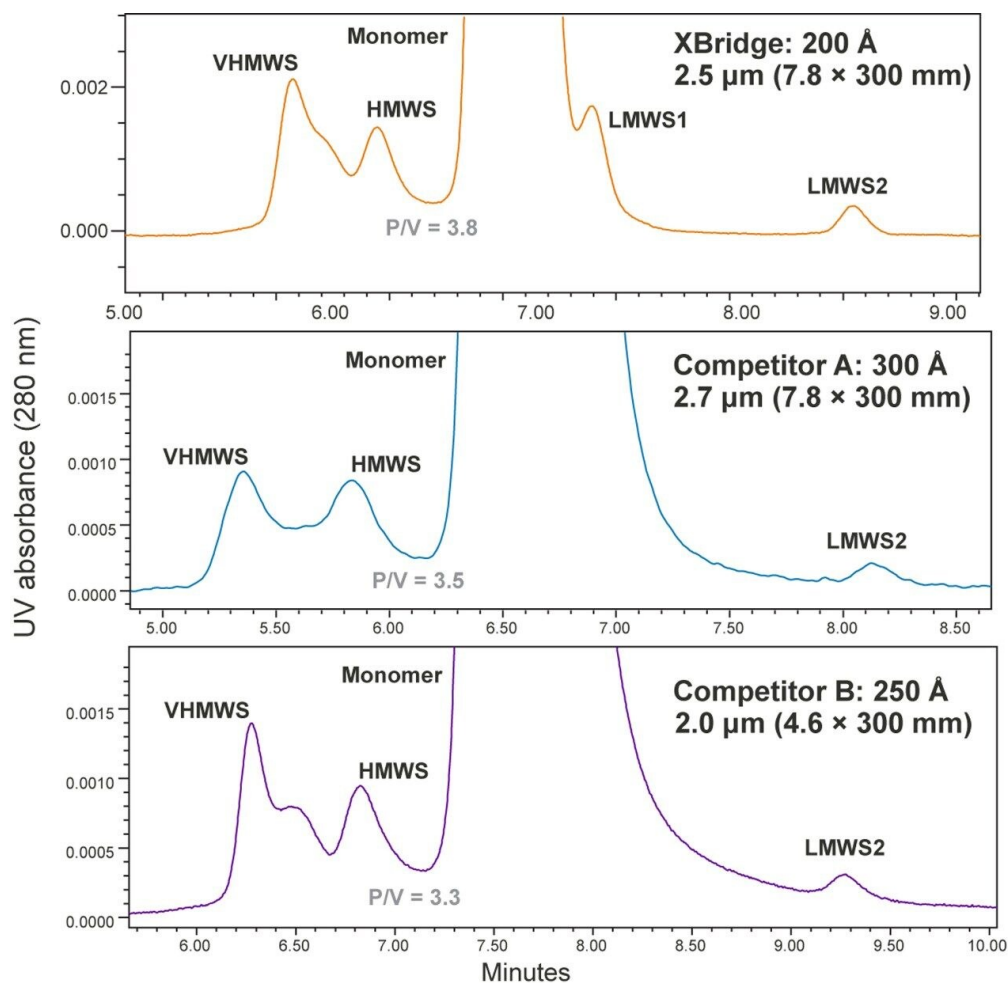 UV absorbance (280 nm)
XBridge: 200 Å
2.5 µm (7.8 × 300 mm)
Monomer
VHMWS
HMWS
LMWS1
LMWS2
P/V = 3.8
0.002
0.000
5.00 6.00 7.00 8.00 9.00
Competitor A: 300 Å
2.7 µm (7.8 × 300 mm)
Monomer
VHMWS
HMWS
LMWS2
P/V = 3.5
0.0015
0.0010
0.0005
0.0000
5.00 5.50 6.00 6.50 7.00 7.50 8.00 8.50
Competitor B: 250 Å
2.0 µm (4.6 × 300 mm)
Monomer
VHMWS
HMWS
LMWS2
P/V = 3.3
0.0015
0.0010
0.0005
0.0000
6.00 6.50 7.00 7.50 8.00 8.50 9.00 9.50 10.00
Minutes